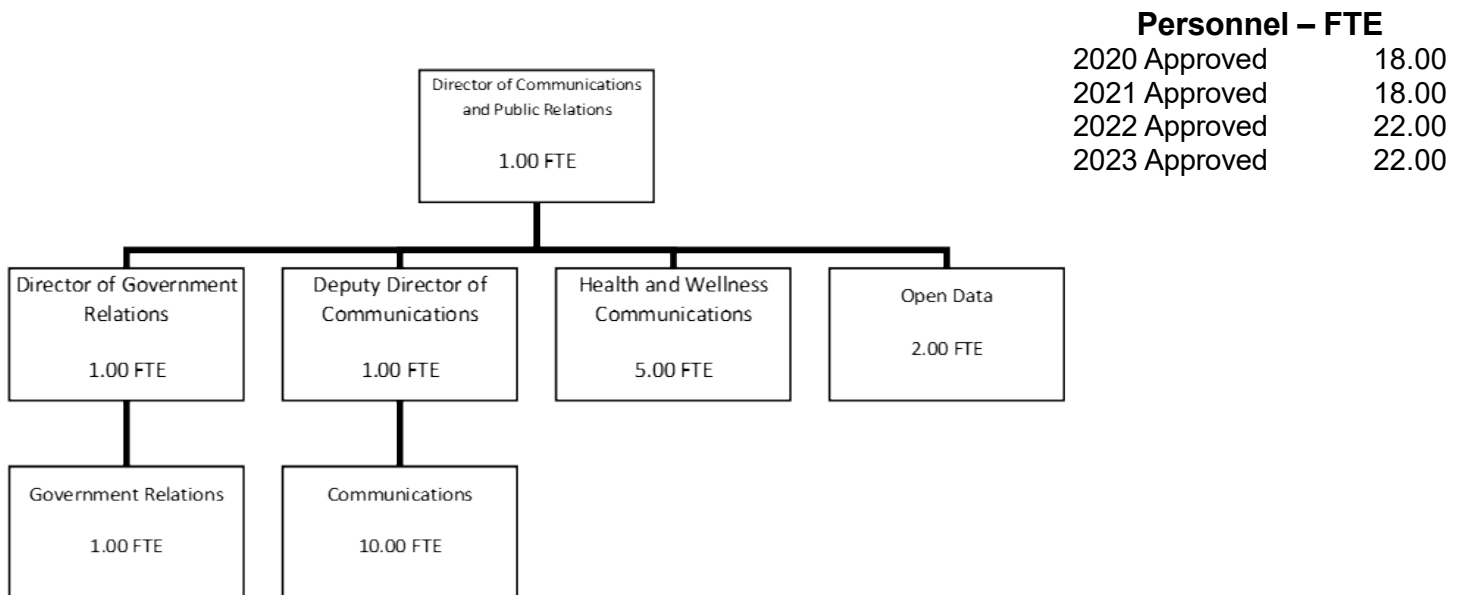 Personnel – FTE
2020 Approved 18.00
2021 Approved 18.00
2022 Approved 22.00
2023 Approved 22.00
Director of Communications
and Public Relations
1.00 FTE
Director of Government
Relations
1.00 FTE
Deputy Director of
Communications
1.00 FTE
Health and Wellness
Communications
5.00 FTE
Open Data
2.00 FTE
Government Relations
1.00 FTE
Communications
10.00 FTE